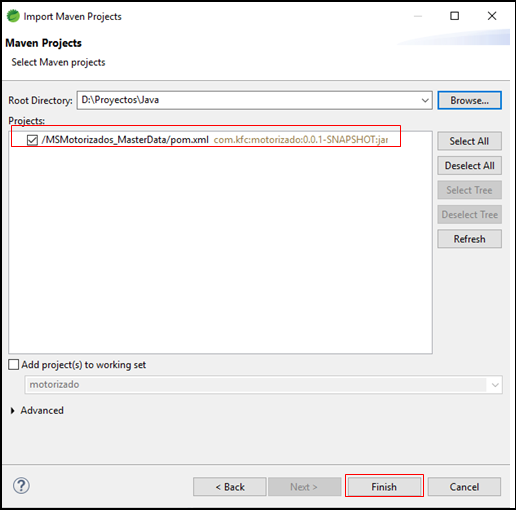 Import Maven Projects
Maven Projects
Select Maven projects
Root Directory: D:\Proyectos\Java Browse...
Projects:
/MSMotorizados_MasterData/pom.xml com.kfc:motorizado:0.0.1-SNAPSHOT:jar
Select All
Deselect All
Select Tree
Deselect Tree
Refresh
Add project(s) to working set
motorizado
Advanced
? < Back Next > Finish Cancel